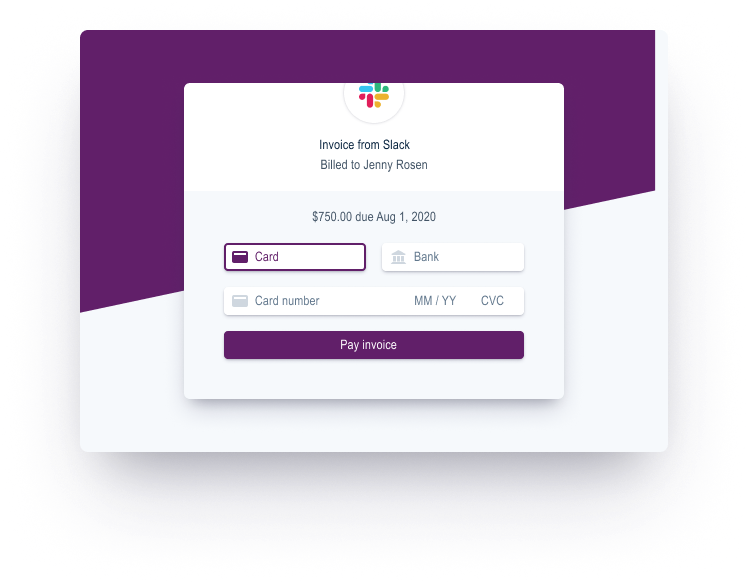 Invoice from Slack
Billed to Jenny Rosen
$750.00 due Aug 1, 2020
Card
Bank
Card number MM / YY CVC
Pay invoice